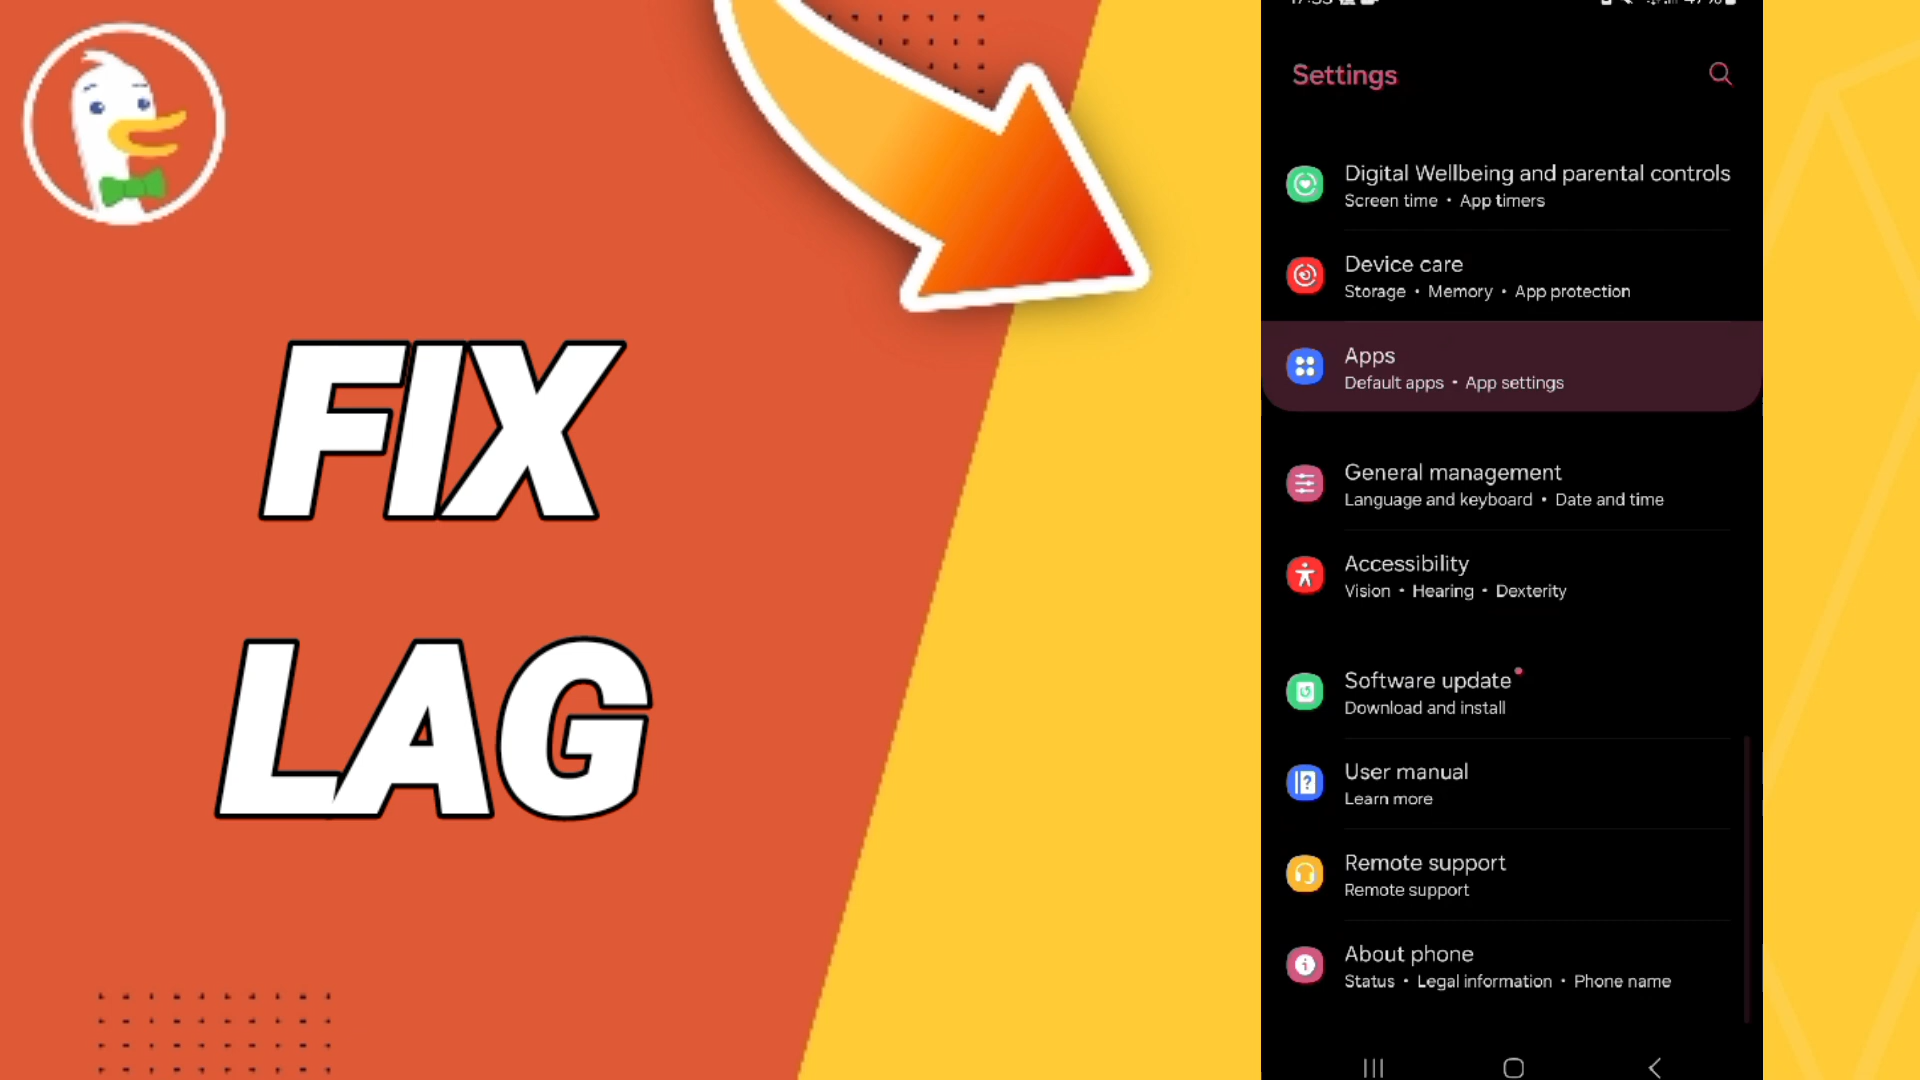 FIX
LAG
Settings
Digital Wellbeing and parental controls
Screen time • App timers
Device care
Storage • Memory • App protection
Apps
Default apps • App settings
General management
Language and keyboard • Date and time
Accessibility
Vision • Hearing • Dexterity
Software update
Download and install
User manual
Learn more
Remote support
Remote support
About phone
Status • Legal information • Phone name